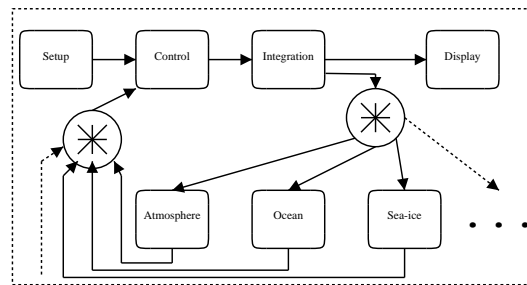 Setup
Control
Integration
Display
Atmosphere
Ocean
Sea-ice